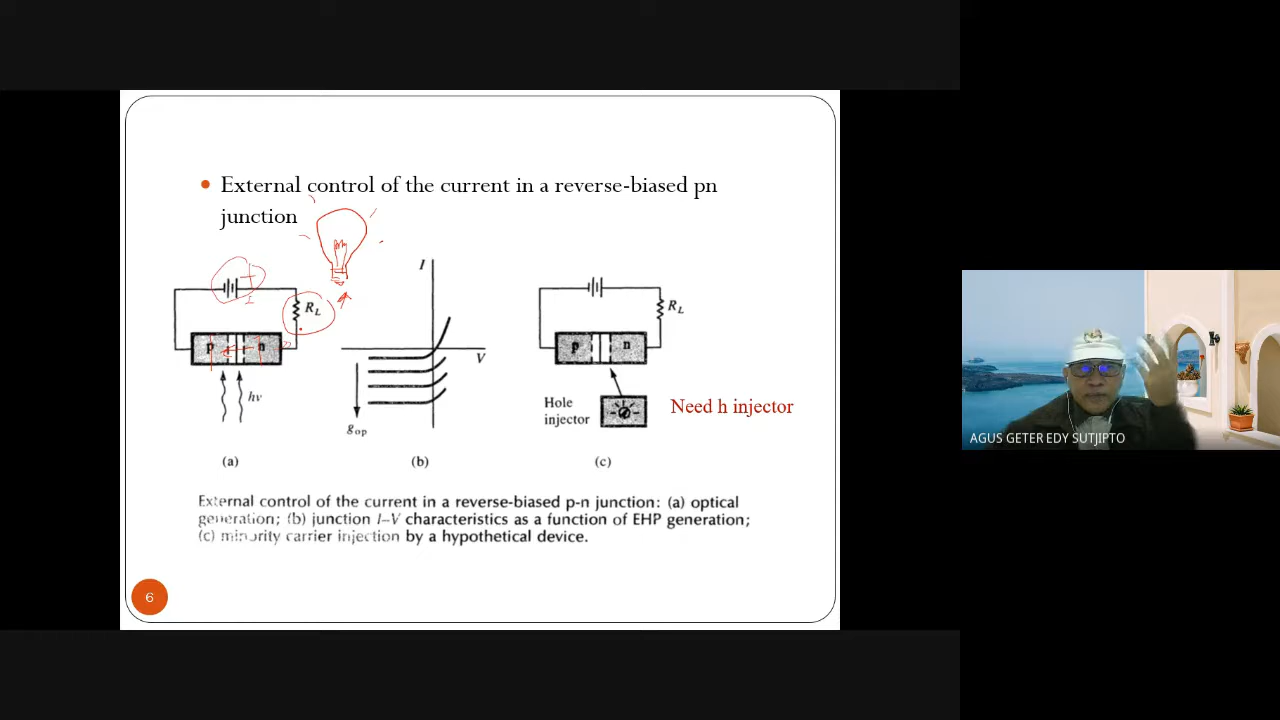 External control of the current in a reverse-biased pn
junction
I
R_L
p
n
hν
V
g_op
(a)
(b)
R_L
p
n
Hole
injector
Need h injector
(c)
External control of the current in a reverse-biased p-n junction: (a) optical
generation; (b) junction I–V characteristics as a function of EHP generation;
(c) minority carrier injection by a hypothetical device.
6
AGUS GETER EDY SUTJIPTO